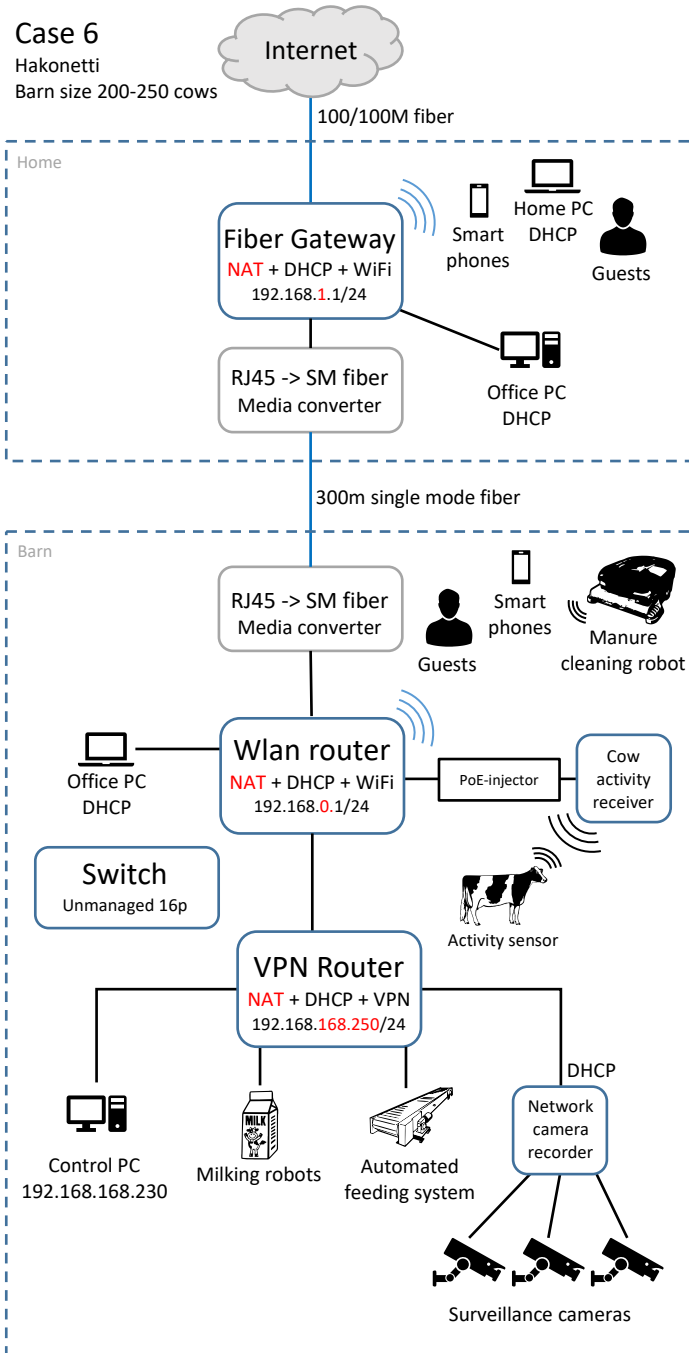 Case 6
Hakonetti
Barn size 200-250 cows
Internet
100/100M fiber
Home
Fiber Gateway
NAT + DHCP + WiFi
192.168.1.1/24
Smart
phones
Home PC
DHCP
Guests
RJ45 -> SM fiber
Media converter
Office PC
DHCP
300m single mode fiber
Barn
RJ45 -> SM fiber
Media converter
Guests
Smart
phones
Manure
cleaning robot
Office PC
DHCP
Wlan router
NAT + DHCP + WiFi
192.168.0.1/24
PoE-injector
Cow
activity
receiver
Switch
Unmanaged 16p
Activity sensor
VPN Router
NAT + DHCP + VPN
192.168.168.250/24
DHCP
Network
camera
recorder
MILK
Control PC
192.168.168.230
Milking robots
Automated
feeding system
Surveillance cameras